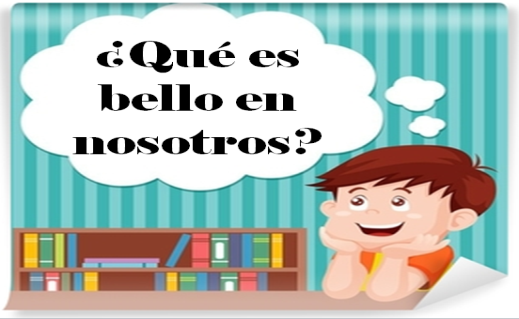 ¿Qué es
bello en
nosotros?